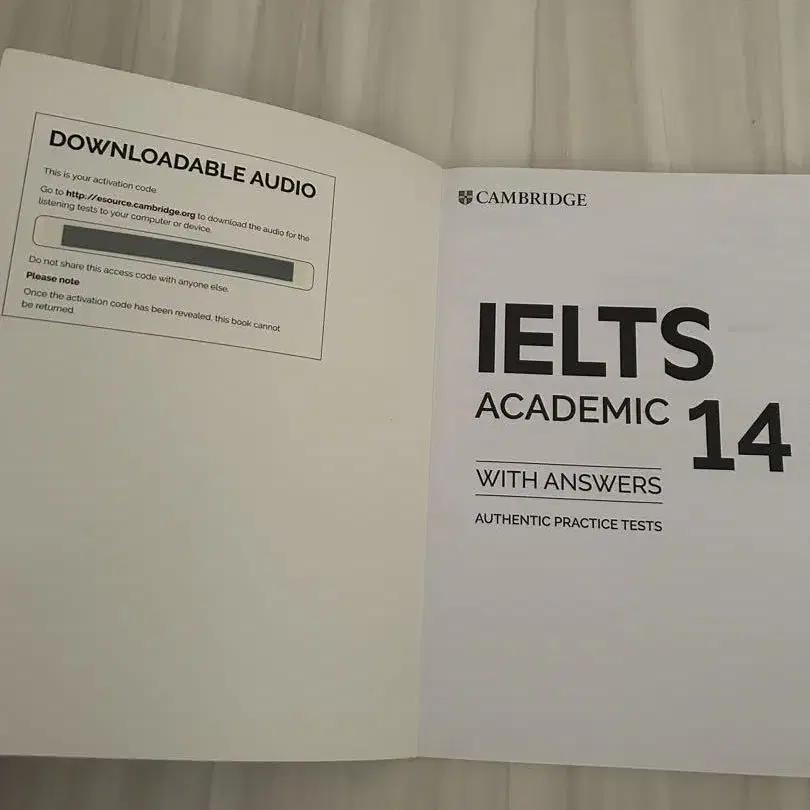 DOWNLOADABLE AUDIO
This is your activation code.
Go to http://esource.cambridge.org to download the audio for the
listening tests to your computer or device.
Do not share this access code with anyone else.
Please note
Once the activation code has been revealed, this book cannot
be returned.
CAMBRIDGE
IELTS
ACADEMIC 14
WITH ANSWERS
AUTHENTIC PRACTICE TESTS